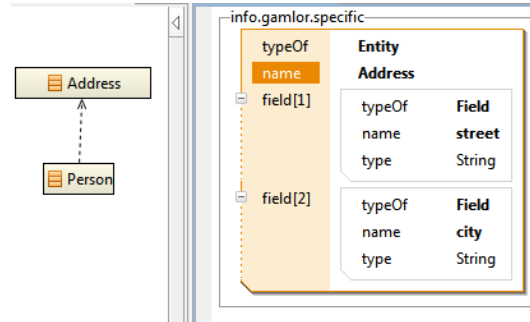 Address
Person
info.gamlor.specific
typeOf Entity
name Address
field[1]
typeOf Field
name street
type String
field[2]
typeOf Field
name city
type String